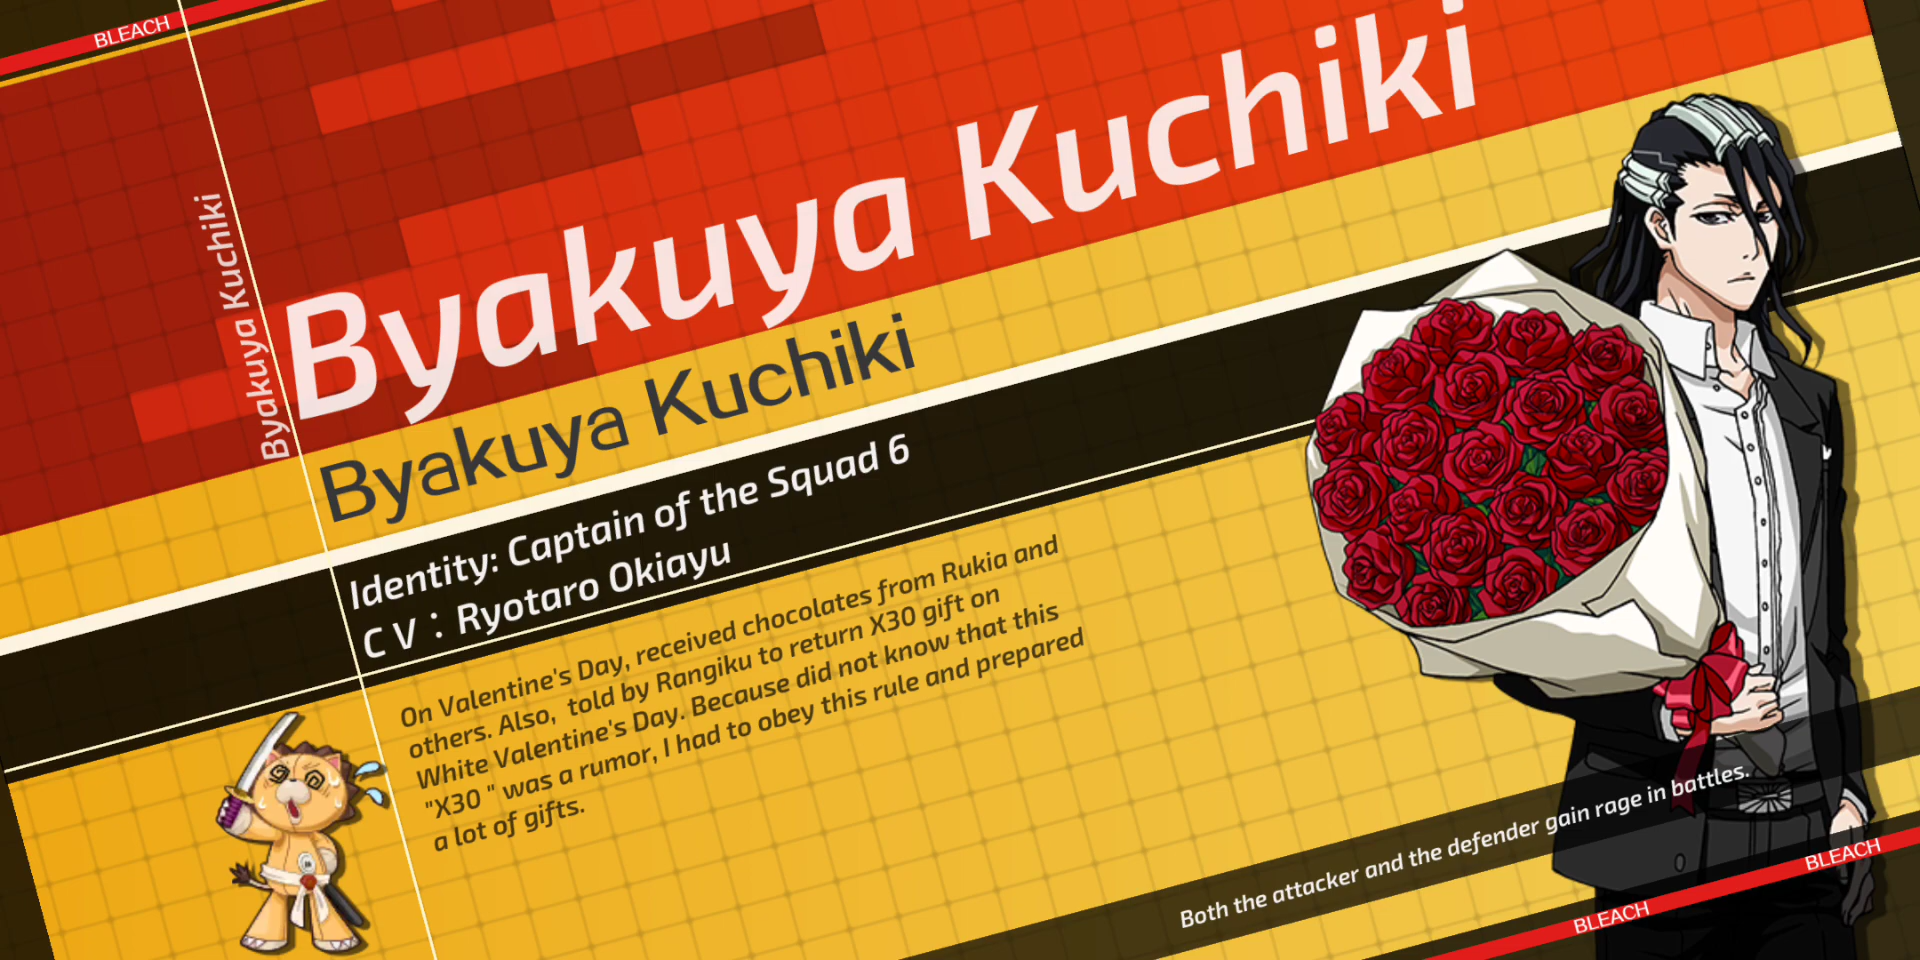 BLEACH
Byakuya Kuchiki
Byakuya Kuchiki
Byakuya Kuchiki
Identity: Captain of the Squad 6
CV：Ryotaro Okiayu
On Valentine's Day, received chocolates from Rukia and
others. Also,  told by Rangiku to return X30 gift on
White Valentine's Day. Because did not know that this
"X30 " was a rumor, I had to obey this rule and prepared
a lot of gifts.
Both the attacker and the defender gain rage in battles.
BLEACH
BLEACH